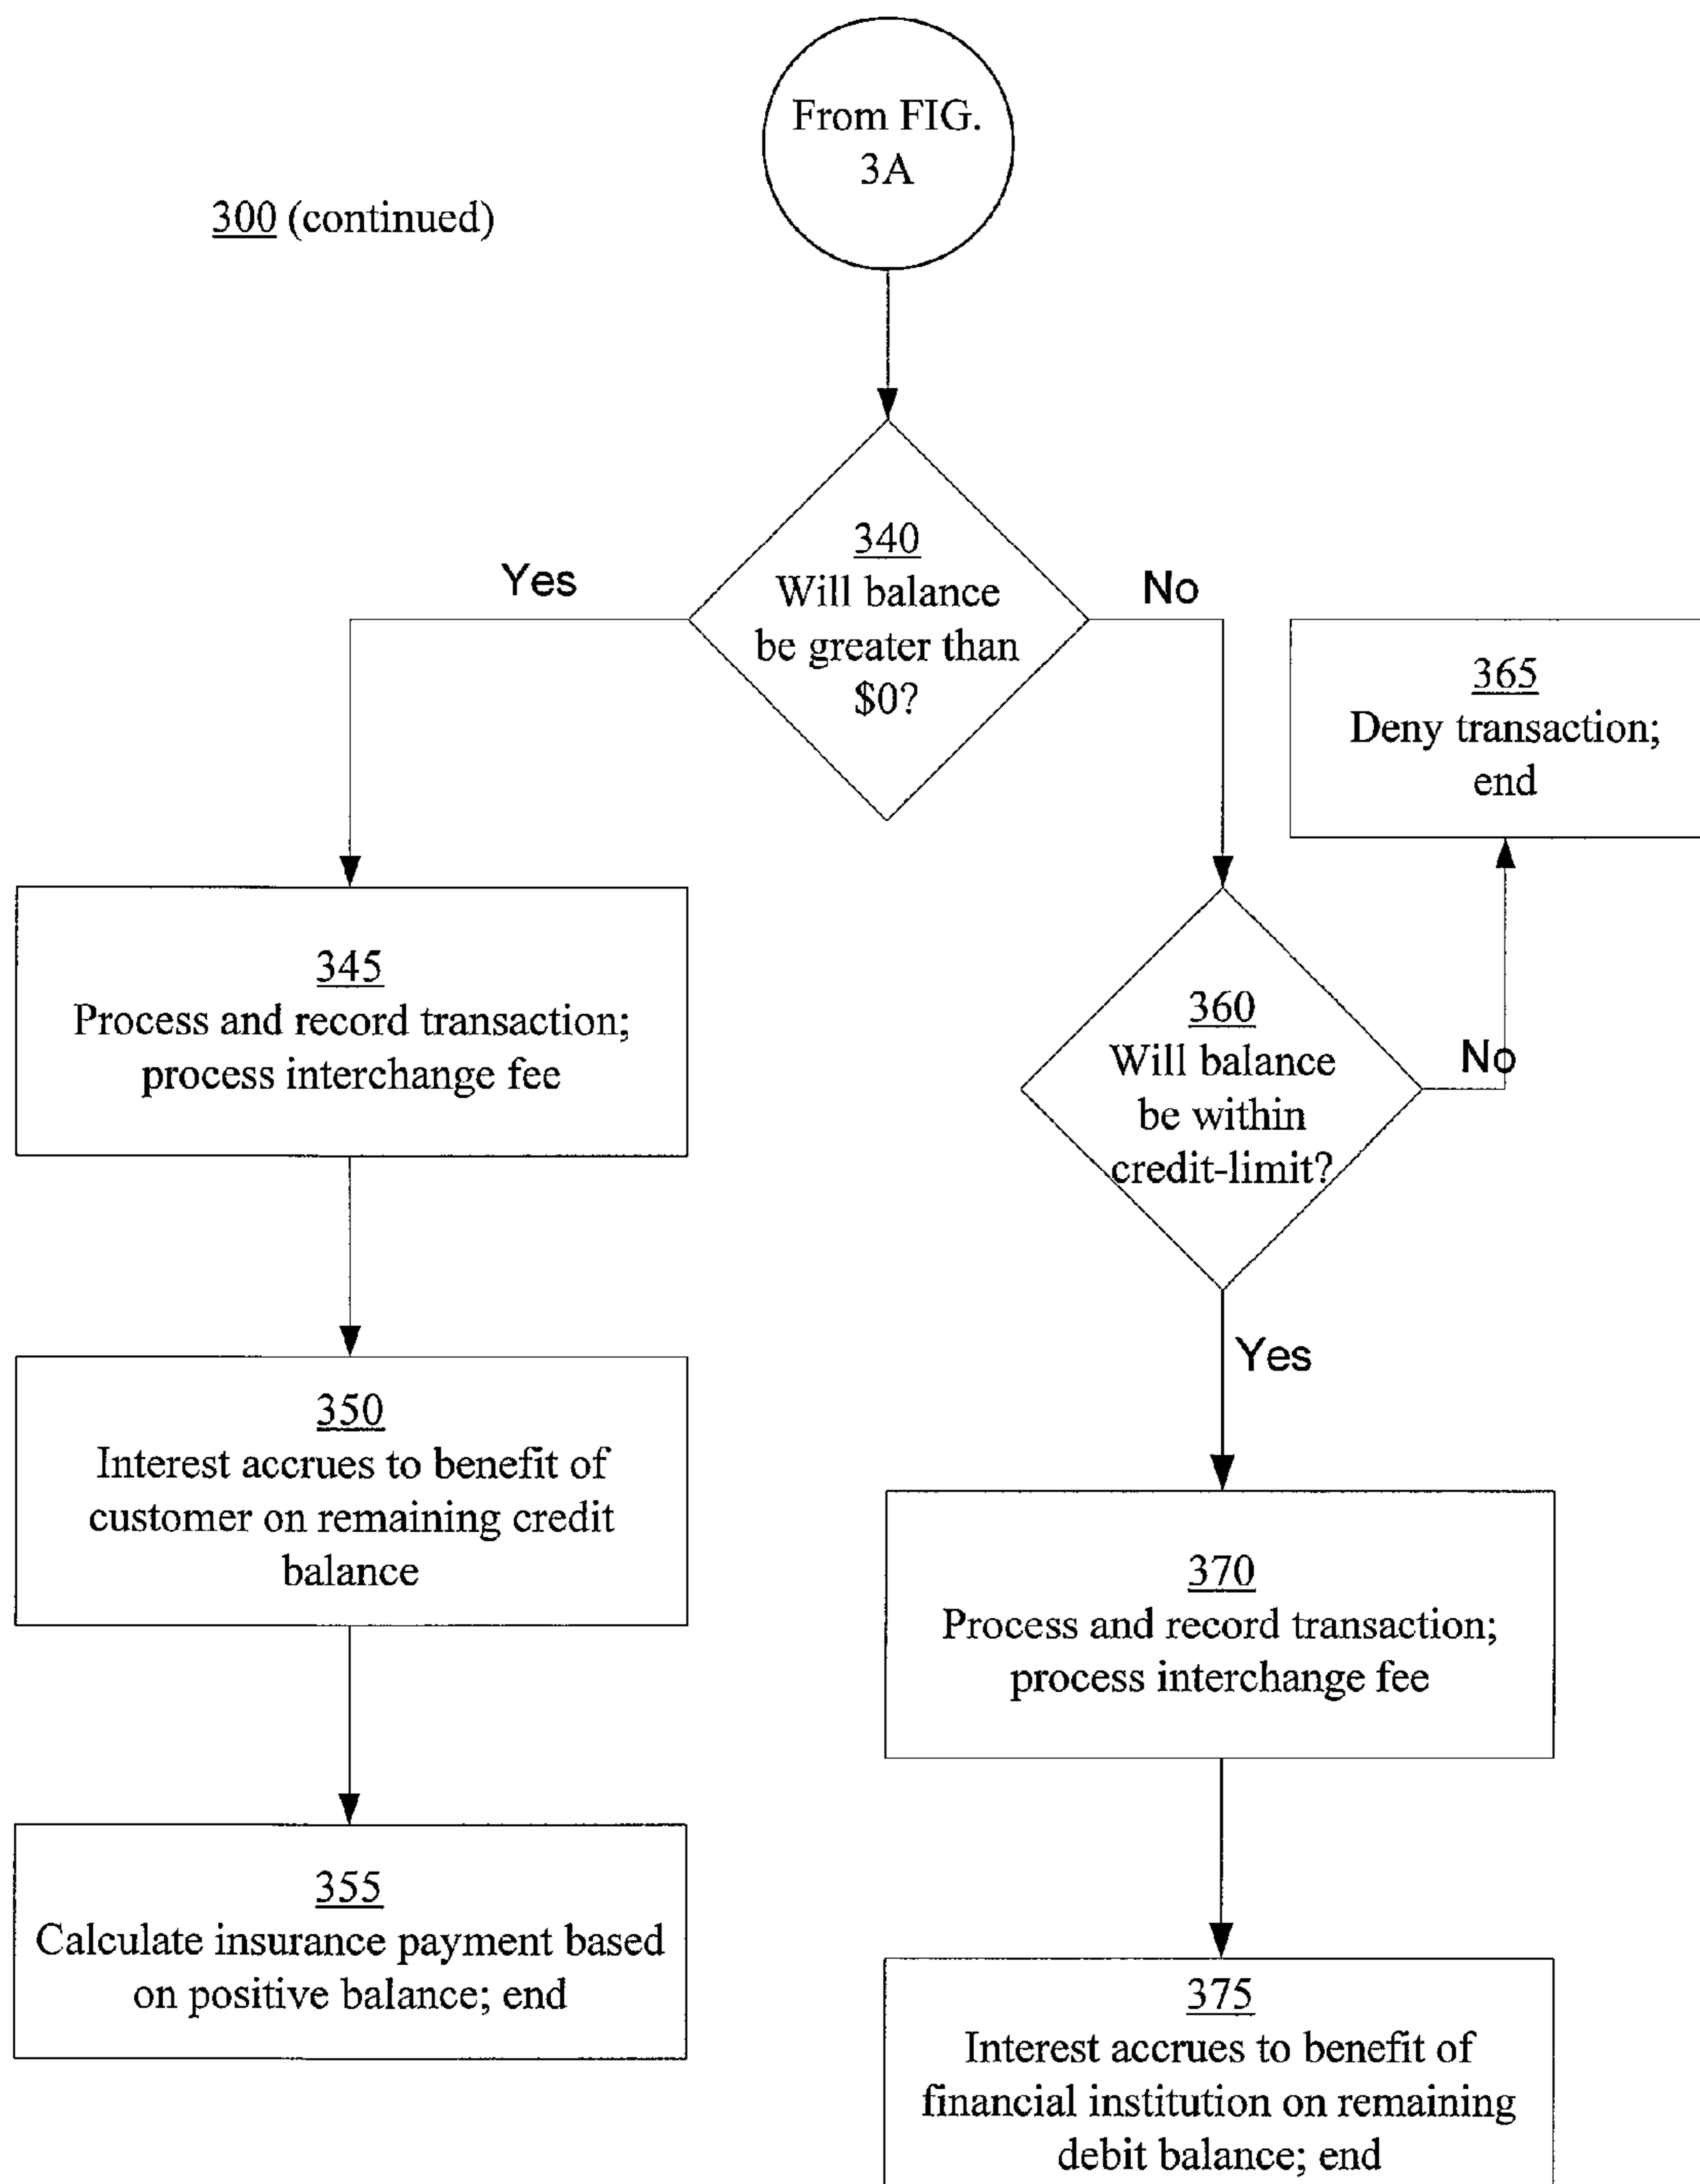 From FIG.
3A
300 (continued)
340
Will balance
be greater than
$0?
Yes
No
365
Deny transaction;
end
345
Process and record transaction;
process interchange fee
360
Will balance
be within
credit-limit?
No
Yes
350
Interest accrues to benefit of
customer on remaining credit
balance
370
Process and record transaction;
process interchange fee
355
Calculate insurance payment based
on positive balance; end
375
Interest accrues to benefit of
financial institution on remaining
debit balance; end